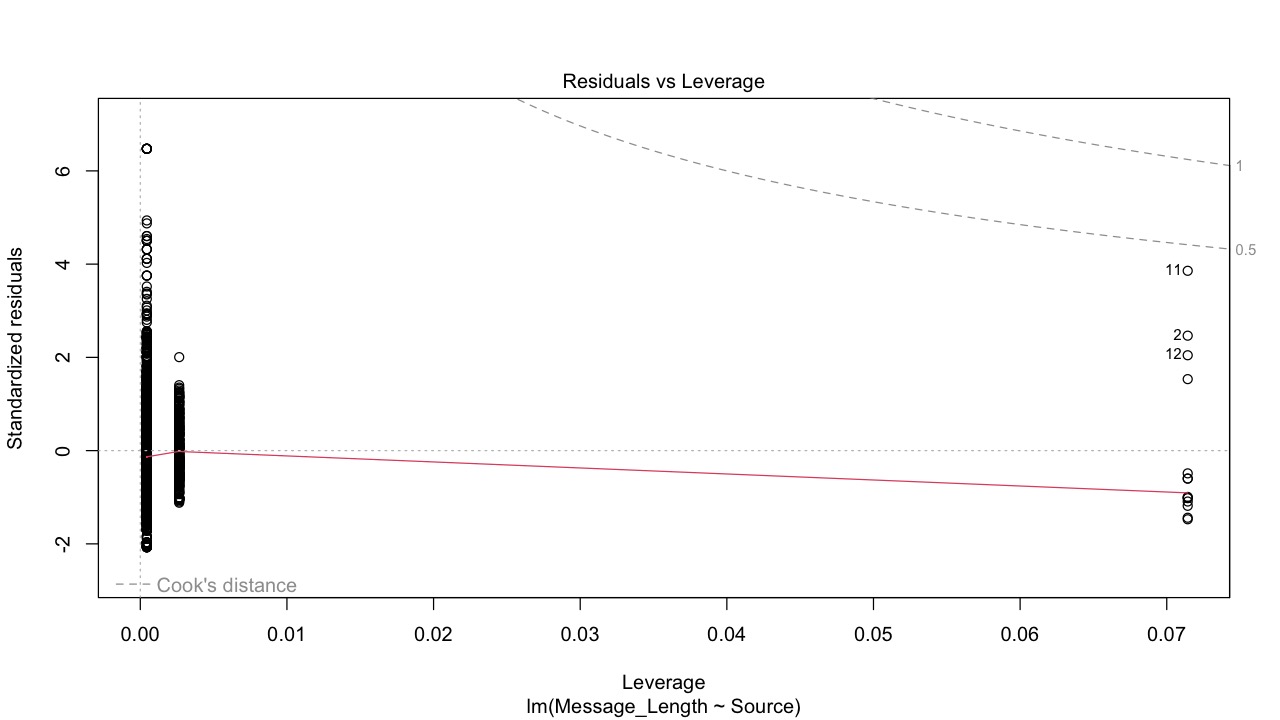 Residuals vs Leverage
Standardized residuals
6
4
2
0
-2
1
0.5
11
2
12
Cook's distance
0.00 0.01 0.02 0.03 0.04 0.05 0.06 0.07
Leverage
lm(Message_Length ~ Source)